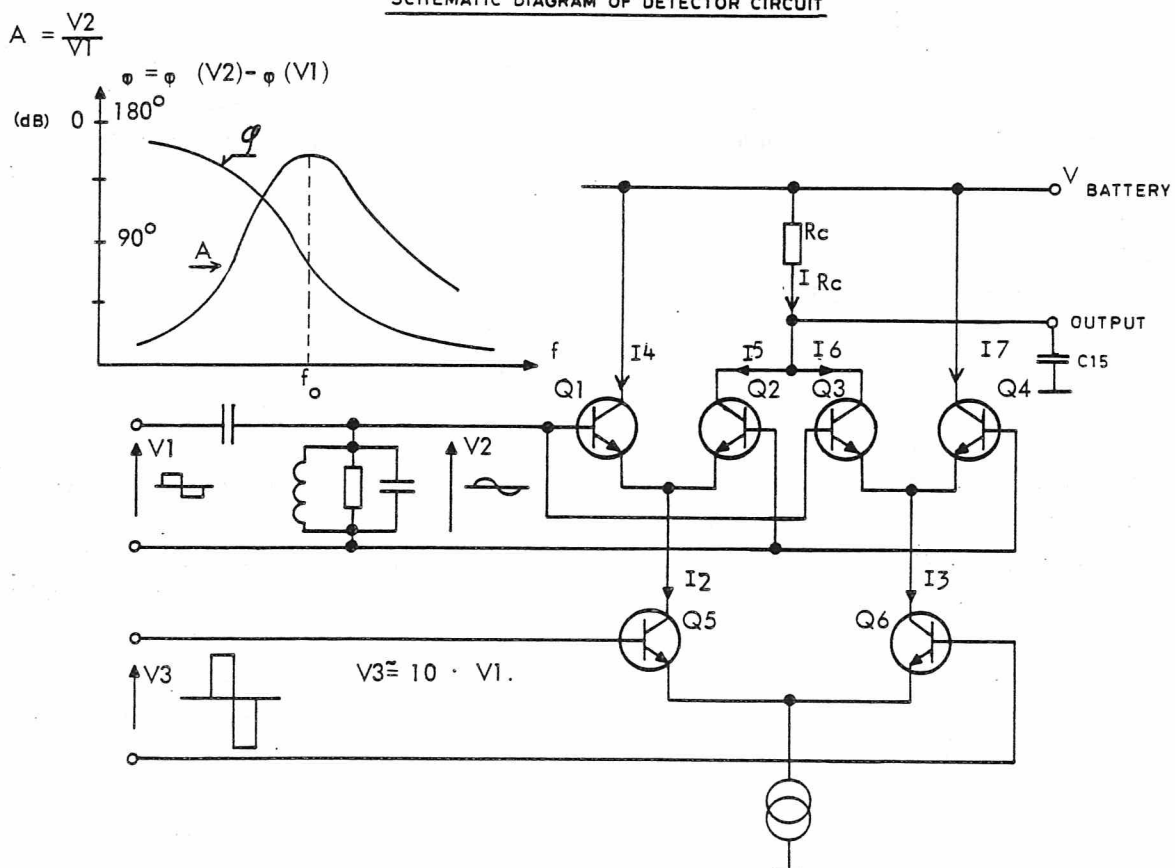 SCHEMATIC DIAGRAM OF DETECTOR CIRCUIT
A = V2
V1
φ = φ (V2)- φ (V1)
(dB) 0 180°
φ
90°
A
f
f o
V BATTERY
Rc
I Rc
OUTPUT
C15
I4
I5
I6
I7
Q1
Q2
Q3
Q4
V1
V2
I2
I3
Q5
Q6
V3
V3≅ 10 · V1.